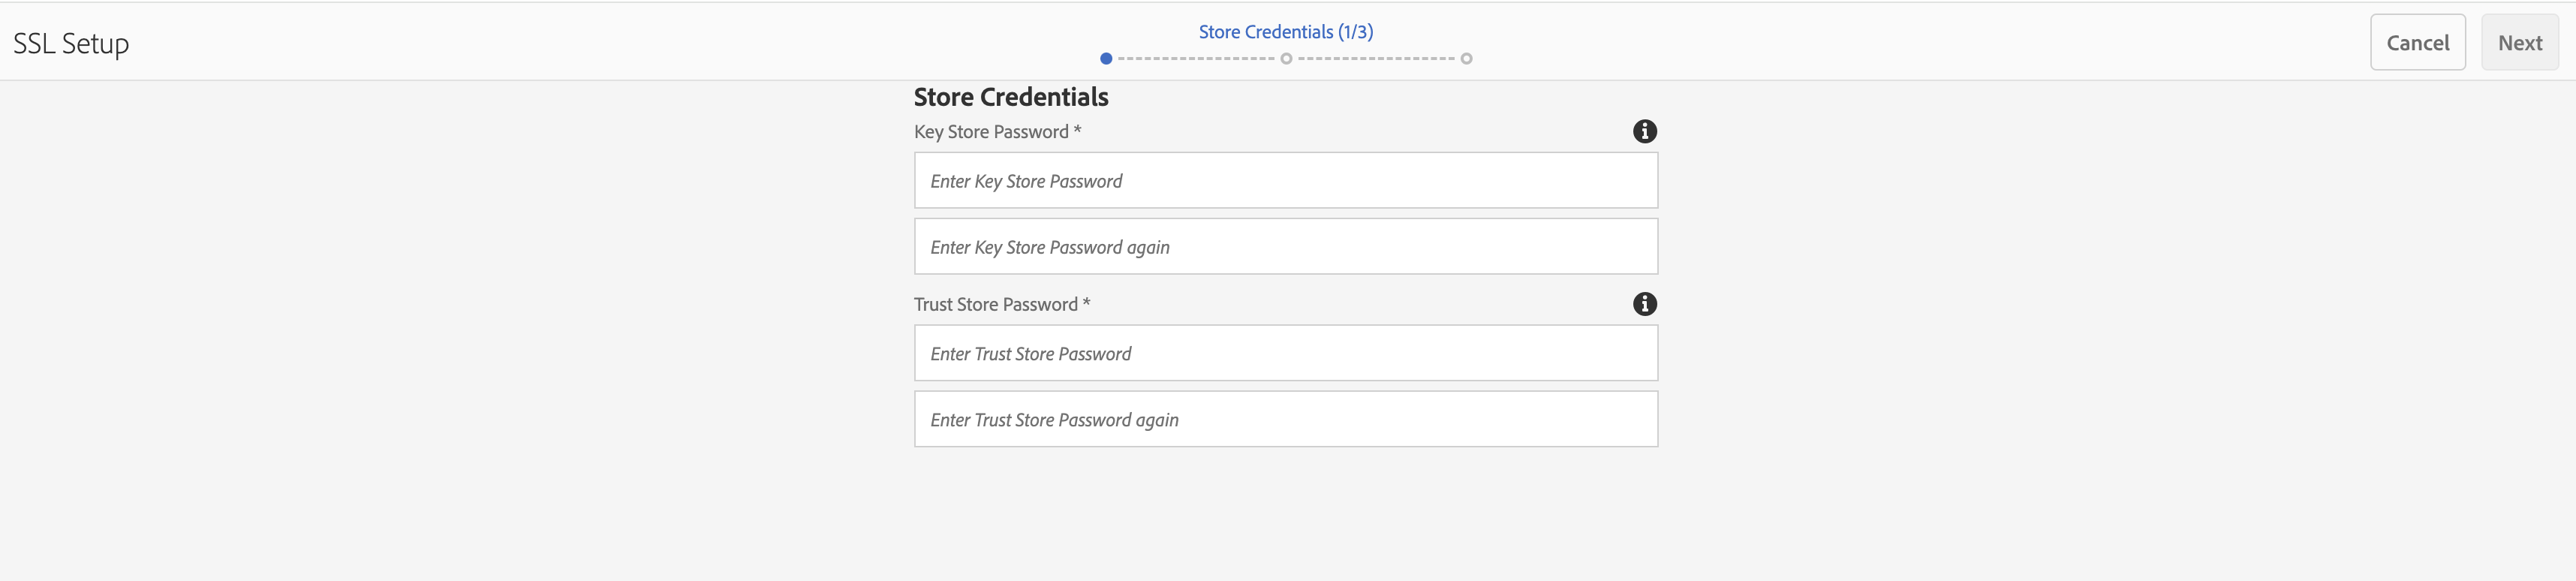 SSL Setup
Store Credentials (1/3)
Cancel
Next
Store Credentials
Key Store Password *
Enter Key Store Password
Enter Key Store Password again
Trust Store Password *
Enter Trust Store Password
Enter Trust Store Password again